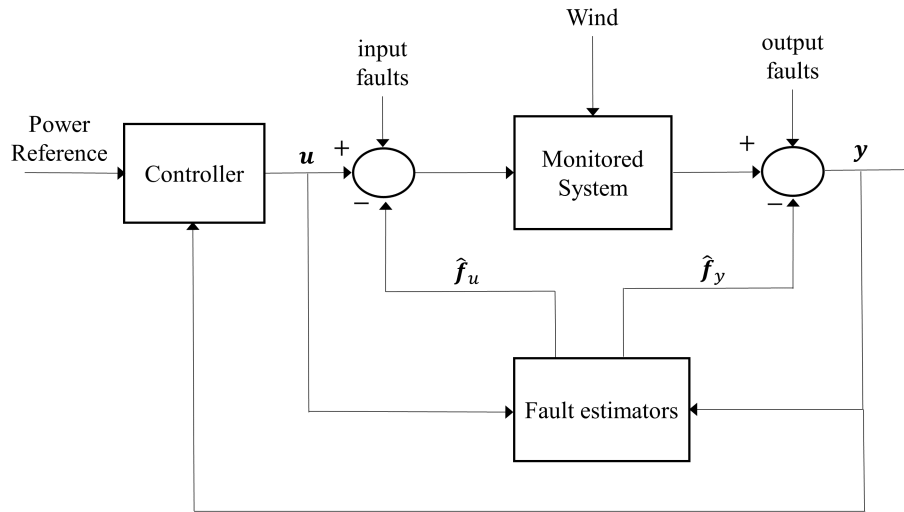 Wind
input
faults
output
faults
Power
Reference
Controller
u
+
−
Monitored
System
+
−
y
f̂u
f̂y
Fault estimators